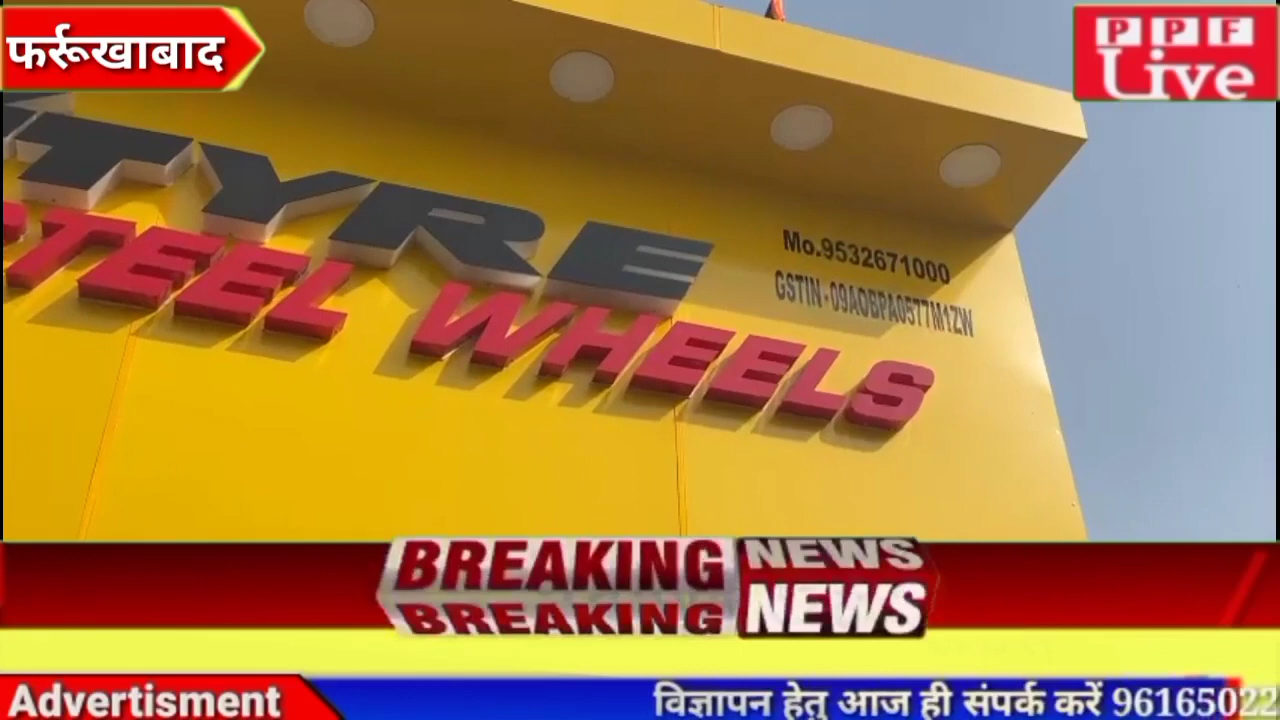 फर्रूखाबाद
PPF
Live
TYRE
STEEL WHEELS
Mo.9532671000
GSTIN-09AOBPA0577M1ZW
BREAKING NEWS
BREAKING NEWS
Advertisment
विज्ञापन हेतु आज ही संपर्क करें 96165022